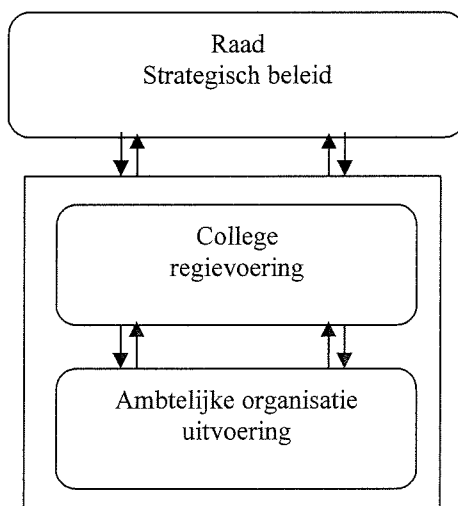 Raad
Strategisch beleid
College
regievoering
Ambtelijke organisatie
uitvoering